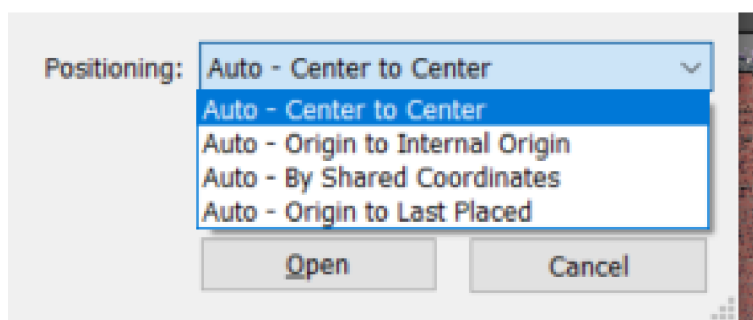 Positioning: Auto - Center to Center
Auto - Center to Center
Auto - Origin to Internal Origin
Auto - By Shared Coordinates
Auto - Origin to Last Placed
Open Cancel